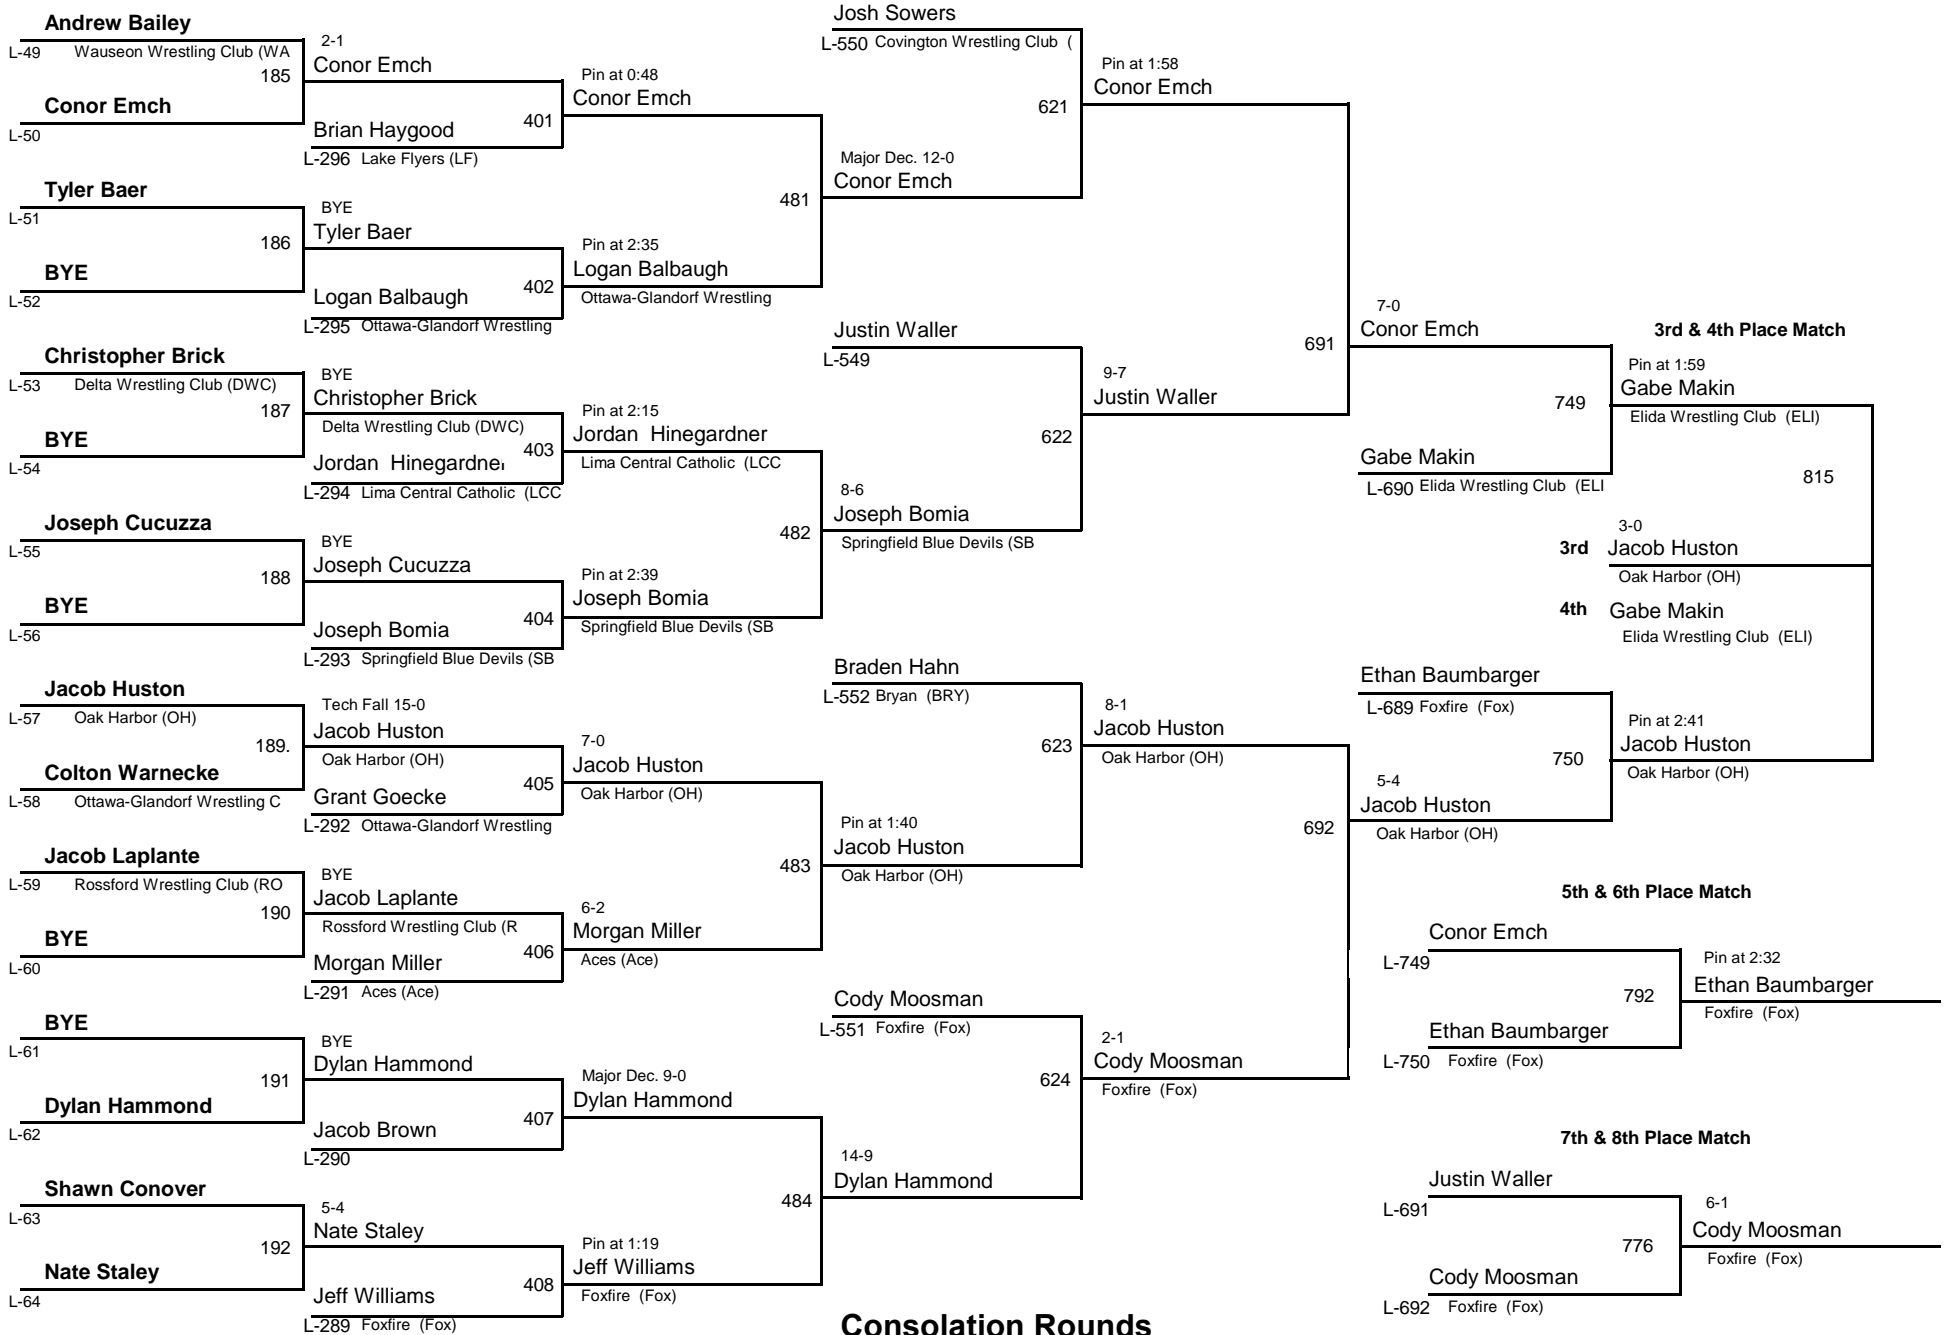 Andrew Bailey
L-49 Wauseon Wrestling Club (WA
185
Conor Emch
L-50
Tyler Baer
L-51
186
BYE
L-52
Christopher Brick
L-53 Delta Wrestling Club (DWC)
187
BYE
L-54
Joseph Cucuzza
L-55
188
BYE
L-56
Jacob Huston
L-57 Oak Harbor (OH)
189.
Colton Warnecke
L-58 Ottawa-Glandorf Wrestling C
Jacob Laplante
L-59 Rossford Wrestling Club (RO
190
BYE
L-60
BYE
L-61
191
Dylan Hammond
L-62
Shawn Conover
L-63
192
Nate Staley
L-64
2-1
Conor Emch
401
Brian Haygood
L-296 Lake Flyers (LF)
BYE
Tyler Baer
402
Logan Balbaugh
L-295 Ottawa-Glandorf Wrestling
BYE
Christopher Brick
Delta Wrestling Club (DWC)
403
Jordan Hinegardner
L-294 Lima Central Catholic (LCC
BYE
Joseph Cucuzza
404
Joseph Bomia
L-293 Springfield Blue Devils (SB
Tech Fall 15-0
Jacob Huston
Oak Harbor (OH)
405
Grant Goecke
L-292 Ottawa-Glandorf Wrestling
BYE
Jacob Laplante
Rossford Wrestling Club (R
406
Morgan Miller
L-291 Aces (Ace)
BYE
Dylan Hammond
407
Jacob Brown
L-290
5-4
Nate Staley
408
Jeff Williams
L-289 Foxfire (Fox)
Pin at 0:48
Conor Emch
481
Pin at 2:35
Logan Balbaugh
Ottawa-Glandorf Wrestling
Pin at 2:15
Jordan Hinegardner
Lima Central Catholic (LCC
482
Pin at 2:39
Joseph Bomia
Springfield Blue Devils (SB
7-0
Jacob Huston
Oak Harbor (OH)
483
6-2
Morgan Miller
Aces (Ace)
Major Dec. 9-0
Dylan Hammond
484
Pin at 1:19
Jeff Williams
Foxfire (Fox)
Josh Sowers
L-550 Covington Wrestling Club (
621
Major Dec. 12-0
Conor Emch
Justin Waller
L-549
622
8-6
Joseph Bomia
Springfield Blue Devils (SB
Braden Hahn
L-552 Bryan (BRY)
623
Pin at 1:40
Jacob Huston
Oak Harbor (OH)
Cody Moosman
L-551 Foxfire (Fox)
624
14-9
Dylan Hammond
Pin at 1:58
Conor Emch
691
9-7
Justin Waller
8-1
Jacob Huston
Oak Harbor (OH)
692
2-1
Cody Moosman
Foxfire (Fox)
7-0
Conor Emch
749
Gabe Makin
L-690 Elida Wrestling Club (ELI
Ethan Baumbarger
L-689 Foxfire (Fox)
750
5-4
Jacob Huston
Oak Harbor (OH)
3rd & 4th Place Match
Pin at 1:59
Gabe Makin
Elida Wrestling Club (ELI)
815
3-0
3rd Jacob Huston
Oak Harbor (OH)
4th Gabe Makin
Elida Wrestling Club (ELI)
Pin at 2:41
Jacob Huston
Oak Harbor (OH)
5th & 6th Place Match
Conor Emch
L-749
792
Ethan Baumbarger
L-750 Foxfire (Fox)
Pin at 2:32
Ethan Baumbarger
Foxfire (Fox)
7th & 8th Place Match
Justin Waller
L-691
776
Cody Moosman
L-692 Foxfire (Fox)
6-1
Cody Moosman
Foxfire (Fox)
Consolation Rounds